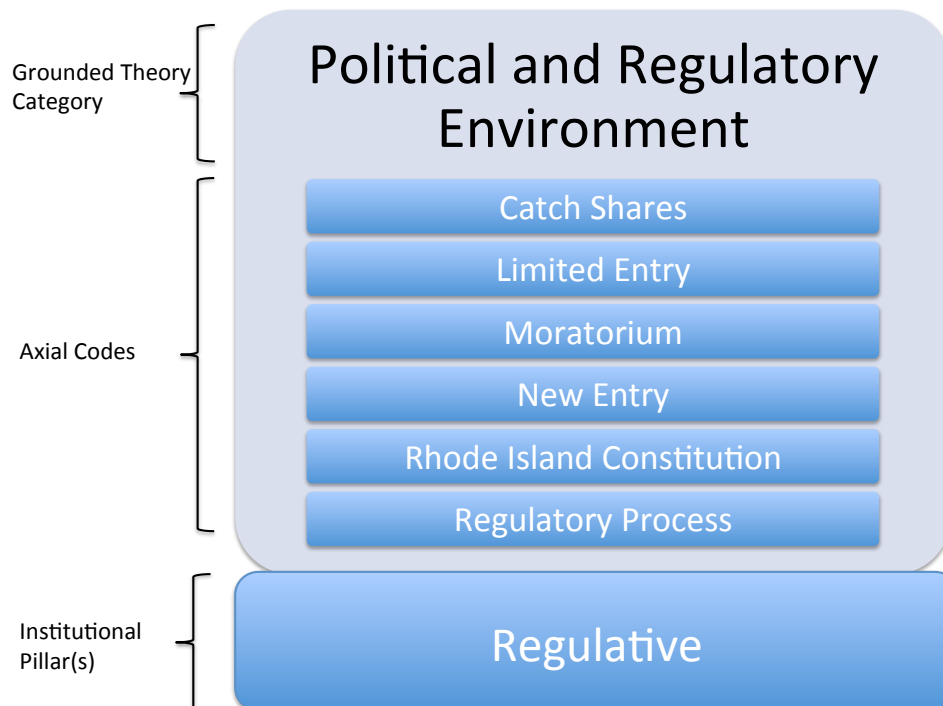 Grounded Theory
Category
Political and Regulatory
Environment
Catch Shares
Limited Entry
Moratorium
New Entry
Rhode Island Constitution
Regulatory Process
Axial Codes
Institutional
Pillar(s)
Regulative